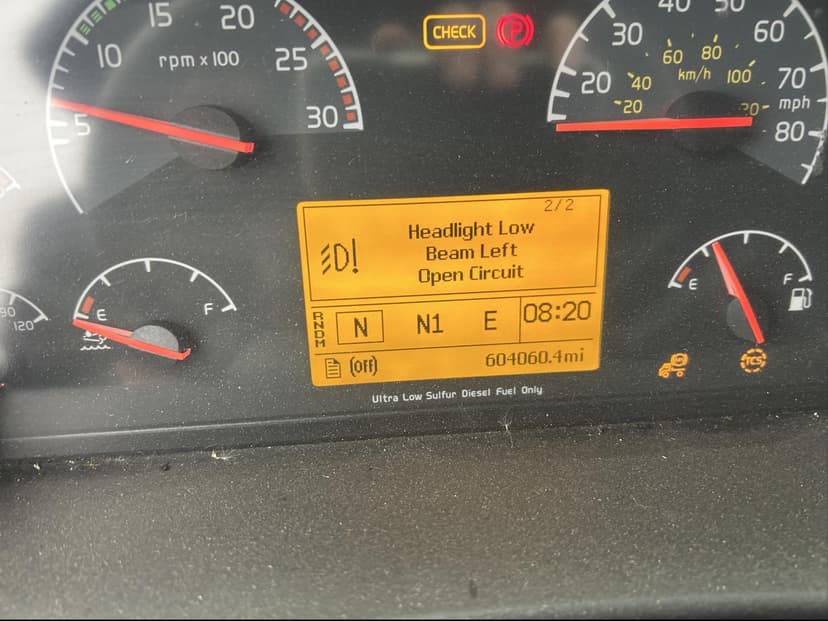 15
20
10
25
rpm x 100
5
30
CHECK
P
40
50
30
60
20
70
80
60
80
40
100
20
km/h
mph
2/2
Headlight Low
Beam Left
Open Circuit
RNDM
N
N1
E
08:20
(OFF)
604060.4mi
Ultra Low Sulfur Diesel Fuel Only
E
F
90
120
E
F
TCS